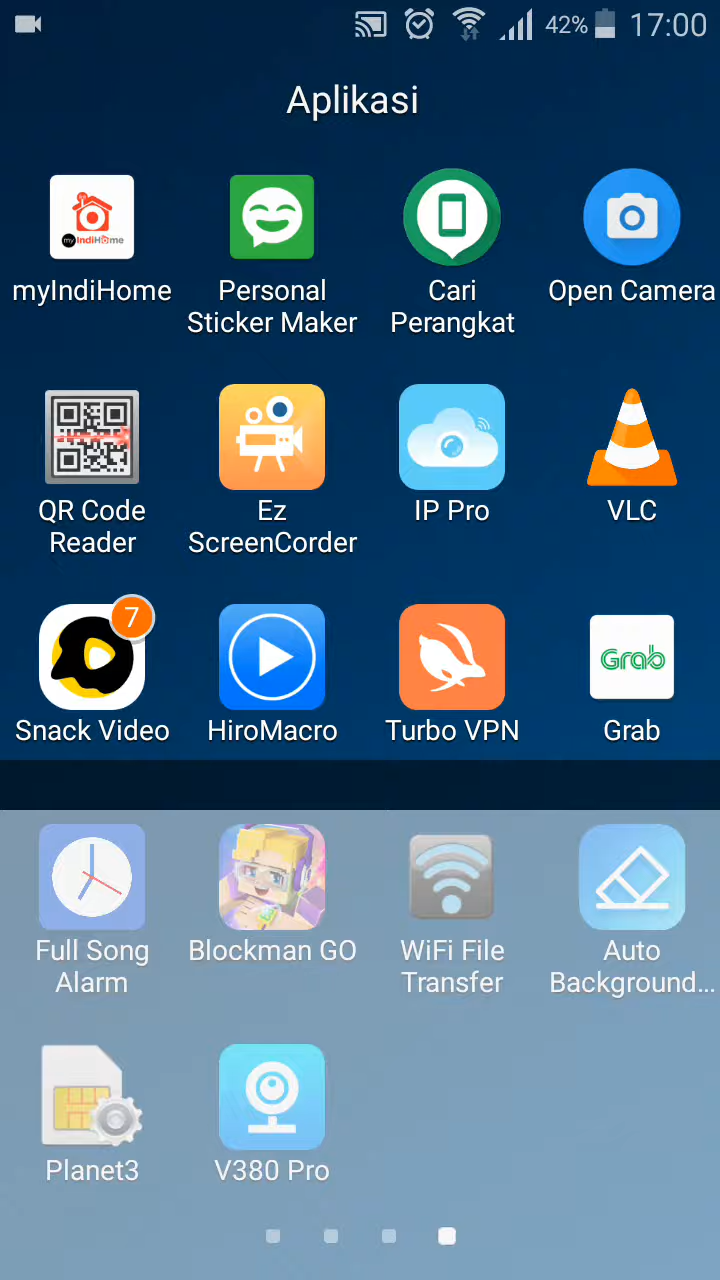 42% 17:00
Aplikasi
my IndiHome
myIndiHome
Personal
Sticker Maker
Cari
Perangkat
Open Camera
QR Code
Reader
Ez
ScreenCorder
IP Pro
VLC
7
Snack Video
HiroMacro
Turbo VPN
Grab
Grab
Full Song
Alarm
Blockman GO
WiFi File
Transfer
Auto
Background...
Planet3
V380 Pro